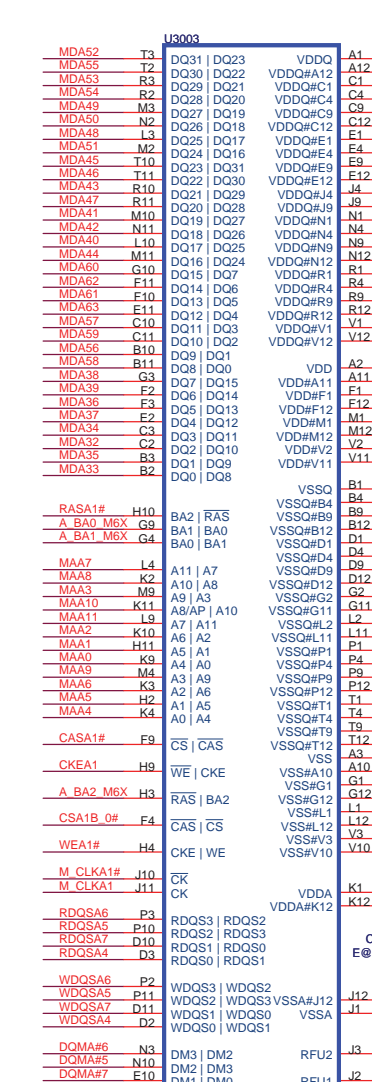 U3003
MDA52 T3 DQ31 | DQ23 VDDQ A1
MDA55 T2 DQ30 | DQ22 VDDQ#A12 A12
MDA53 R3 DQ29 | DQ21 VDDQ#C1 C1
MDA54 R2 DQ28 | DQ20 VDDQ#C4 C4
MDA49 M3 DQ27 | DQ19 VDDQ#C9 C9
MDA50 N2 DQ26 | DQ18 VDDQ#C12 C12
MDA48 L3 DQ25 | DQ17 VDDQ#E1 E1
MDA51 M2 DQ24 | DQ16 VDDQ#E4 E4
MDA45 T10 DQ23 | DQ31 VDDQ#E9 E9
MDA46 T11 DQ22 | DQ30 VDDQ#E12 E12
MDA43 R10 DQ21 | DQ29 VDDQ#J4 J4
MDA47 R11 DQ20 | DQ28 VDDQ#J9 J9
MDA41 M10 DQ19 | DQ27 VDDQ#N1 N1
MDA42 N11 DQ18 | DQ26 VDDQ#N4 N4
MDA40 L10 DQ17 | DQ25 VDDQ#N9 N9
MDA44 M11 DQ16 | DQ24 VDDQ#N12 N12
MDA60 G10 DQ15 | DQ7 VDDQ#R1 R1
MDA62 F11 DQ14 | DQ6 VDDQ#R4 R4
MDA61 F10 DQ13 | DQ5 VDDQ#R9 R9
MDA63 E11 DQ12 | DQ4 VDDQ#R12 R12
MDA57 C10 DQ11 | DQ3 VDDQ#V1 V1
MDA59 C11 DQ10 | DQ2 VDDQ#V12 V12
MDA56 B10 DQ9 | DQ1
MDA58 B11 DQ8 | DQ0 VDD A2
MDA38 G3 DQ7 | DQ15 VDD#A11 A11
MDA39 F2 DQ6 | DQ14 VDD#F1 F1
MDA36 F3 DQ5 | DQ13 VDD#F12 F12
MDA37 E2 DQ4 | DQ12 VDD#M1 M1
MDA34 C3 DQ3 | DQ11 VDD#M12 M12
MDA32 C2 DQ2 | DQ10 VDD#V2 V2
MDA35 B3 DQ1 | DQ9 VDD#V11 V11
MDA33 B2 DQ0 | DQ8
VSSQ B1
VSSQ#B4 B4
RASA1# H10 BA2 | RAS VSSQ#B9 B9
A_BA0_M6X G9 BA1 | BA0 VSSQ#B12 B12
A_BA1_M6X G4 BA0 | BA1 VSSQ#D1 D1
VSSQ#D4 D4
MAA7 L4 A11 | A7 VSSQ#D9 D9
MAA8 K2 A10 | A8 VSSQ#D12 D12
MAA3 M9 A9 | A3 VSSQ#G2 G2
MAA10 K11 A8/AP | A10 VSSQ#G11 G11
MAA11 L9 A7 | A11 VSSQ#L2 L2
MAA2 K10 A6 | A2 VSSQ#L11 L11
MAA1 H11 A5 | A1 VSSQ#P1 P1
MAA0 K9 A4 | A0 VSSQ#P4 P4
MAA9 M4 A3 | A9 VSSQ#P9 P9
MAA6 K3 A2 | A6 VSSQ#P12 P12
MAA5 H2 A1 | A5 VSSQ#T1 T1
MAA4 K4 A0 | A4 VSSQ#T4 T4
VSSQ#T9 T9
CASA1# F9 CS | CAS VSSQ#T12 T12
VSS A3
CKEA1 H9 WE | CKE VSS#A10 A10
VSS#G1 G1
A_BA2_M6X H3 RAS | BA2 VSS#G12 G12
VSS#L1 L1
CSA1B_0# F4 CAS | CS VSS#L12 L12
VSS#V3 V3
WEA1# H4 CKE | WE VSS#V10 V10
M_CLKA1# J10 CK
M_CLKA1 J11 CK VDDA K1
VDDA#K12 K12
RDQSA6 P3 RDQS3 | RDQS2
RDQSA5 P10 RDQS2 | RDQS3
RDQSA7 D10 RDQS1 | RDQS0 C
RDQSA4 D3 RDQS0 | RDQS1 E@
WDQSA6 P2 WDQS3 | WDQS2
WDQSA5 P11 WDQS2 | WDQS3 VSSA#J12 J12
WDQSA7 D11 WDQS1 | WDQS0 VSSA J1
WDQSA4 D2 WDQS0 | WDQS1
DQMA#6 N3 DM3 | DM2 RFU2 J3
DQMA#5 N10 DM2 | DM3
DQMA#7 E10 DM1 | DM0 RFU1 J2